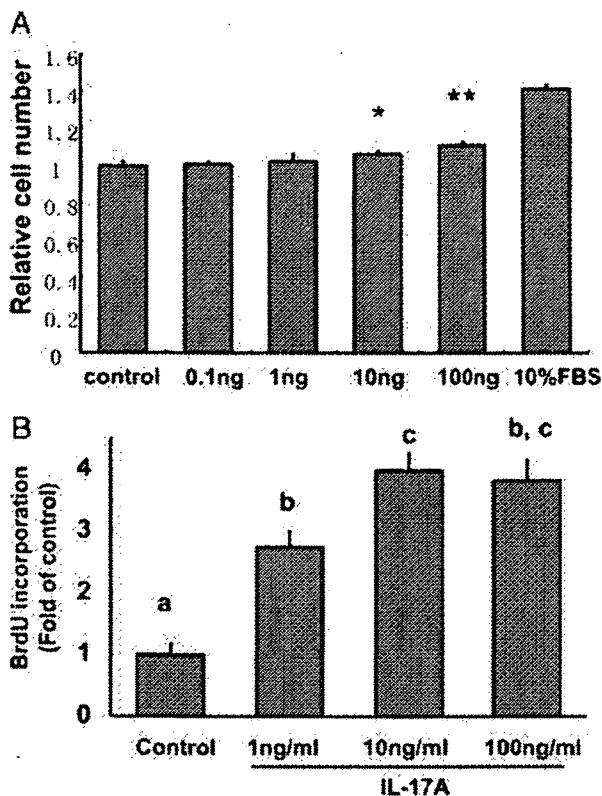 A
Relative cell number
1.6
1.4
1.2
1
0.8
0.6
0.4
0.2
0
*
**
control 0.1ng 1ng 10ng 100ng 10%FBS
B
BrdU incorporation
(Fold of control)
4
3
2
1
0
a
b
c
b, c
Control 1ng/ml 10ng/ml 100ng/ml
IL-17A